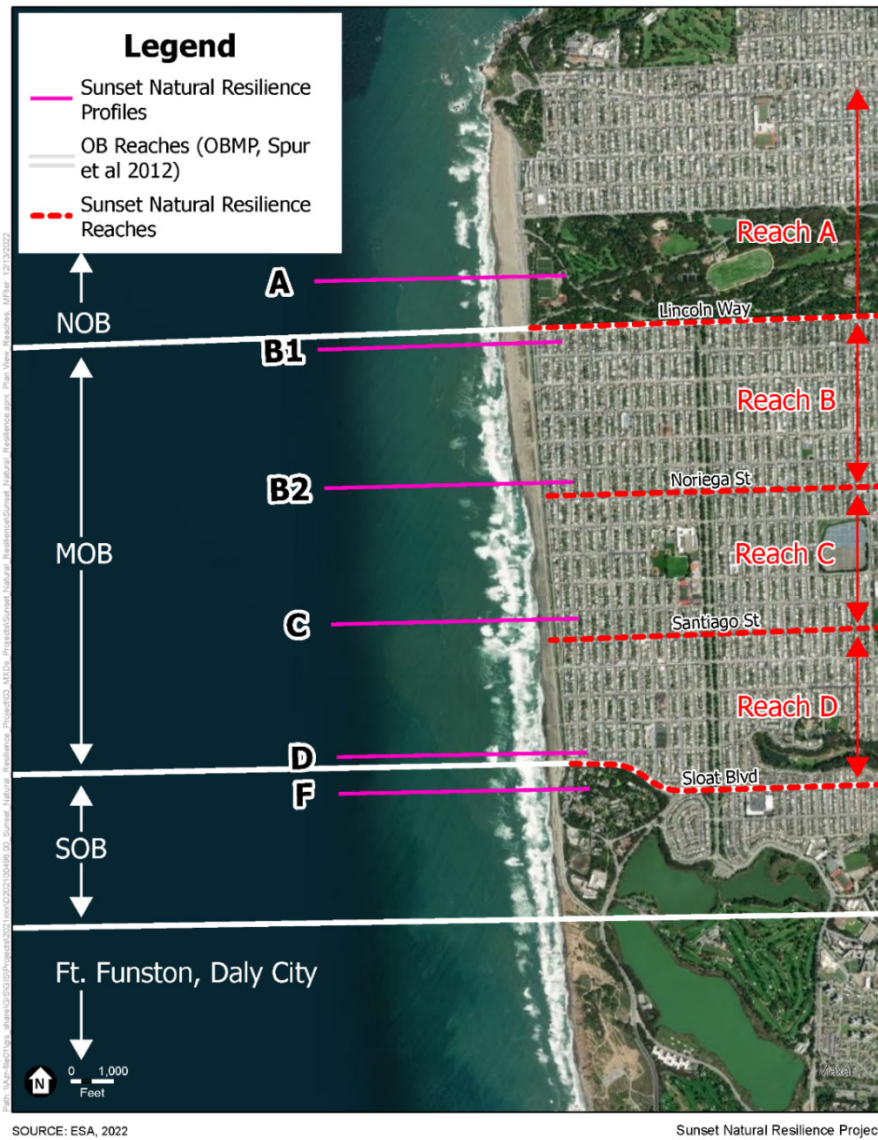 Legend
Sunset Natural Resilience
Profiles
OB Reaches (OBMP, Spur
et al 2012)
Sunset Natural Resilience
Reaches
Reach A
A
NOB
Lincoln Way
B1
Reach B
B2
Noriega St
MOB
Reach C
C
Santiago St
Reach D
D
Sloat Blvd
F
SOB
Ft. Funston, Daly City
N
0 1,000
Feet
Maxar
SOURCE: ESA, 2022
Sunset Natural Resilience Projec